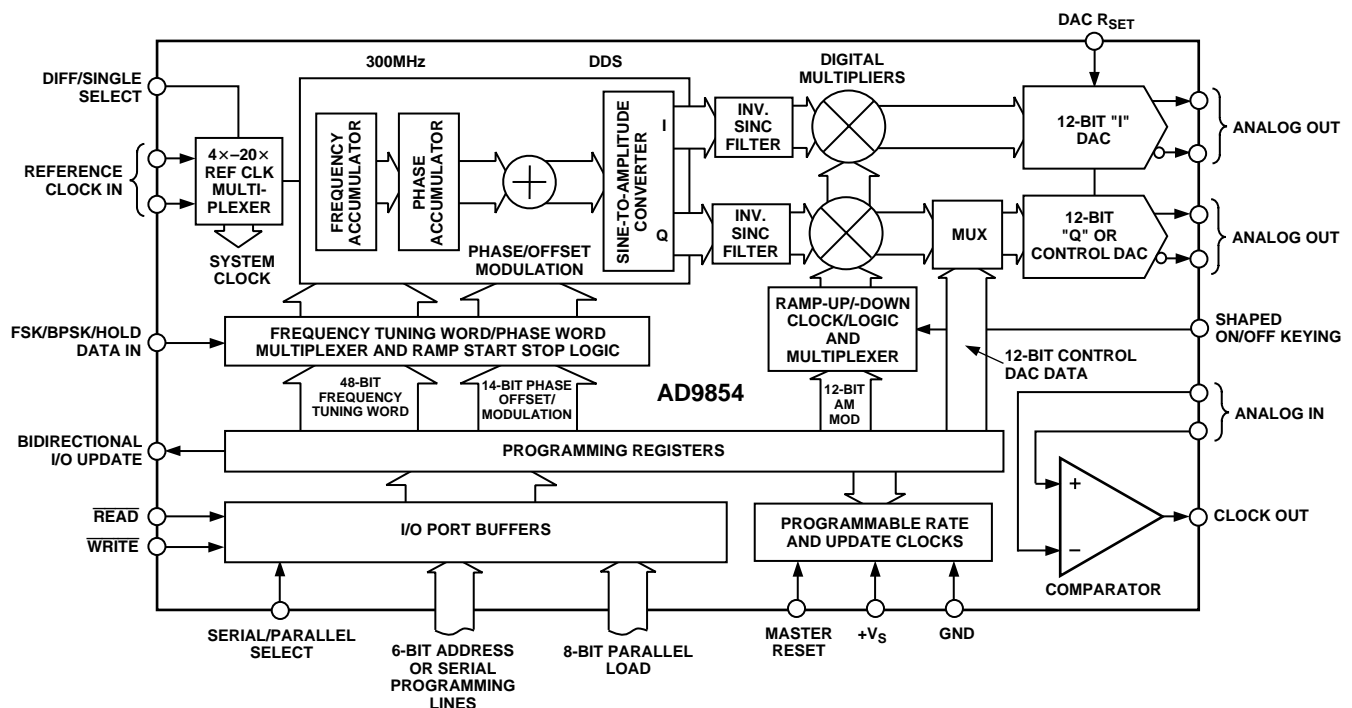 DAC RSET
300MHz
DDS
DIGITAL
MULTIPLIERS
DIFF/SINGLE
SELECT
REFERENCE
CLOCK IN
4×–20×
REF CLK
MULTI-
PLEXER
SYSTEM
CLOCK
FREQUENCY
ACCUMULATOR
PHASE
ACCUMULATOR
PHASE/OFFSET
MODULATION
SINE-TO-AMPLITUDE
CONVERTER
I
Q
INV.
SINC
FILTER
INV.
SINC
FILTER
MUX
12-BIT "I"
DAC
12-BIT
"Q" OR
CONTROL DAC
ANALOG OUT
ANALOG OUT
FSK/BPSK/HOLD
DATA IN
FREQUENCY TUNING WORD/PHASE WORD
MULTIPLEXER AND RAMP START STOP LOGIC
RAMP-UP/-DOWN
CLOCK/LOGIC
AND
MULTIPLEXER
SHAPED
ON/OFF KEYING
12-BIT CONTROL
DAC DATA
48-BIT
FREQUENCY
TUNING WORD
14-BIT PHASE
OFFSET/
MODULATION
AD9854
12-BIT
AM
MOD
ANALOG IN
BIDIRECTIONAL
I/O UPDATE
PROGRAMMING REGISTERS
READ
WRITE
I/O PORT BUFFERS
PROGRAMMABLE RATE
AND UPDATE CLOCKS
+
–
COMPARATOR
CLOCK OUT
SERIAL/PARALLEL
SELECT
6-BIT ADDRESS
OR SERIAL
PROGRAMMING
LINES
8-BIT PARALLEL
LOAD
MASTER
RESET
+VS
GND